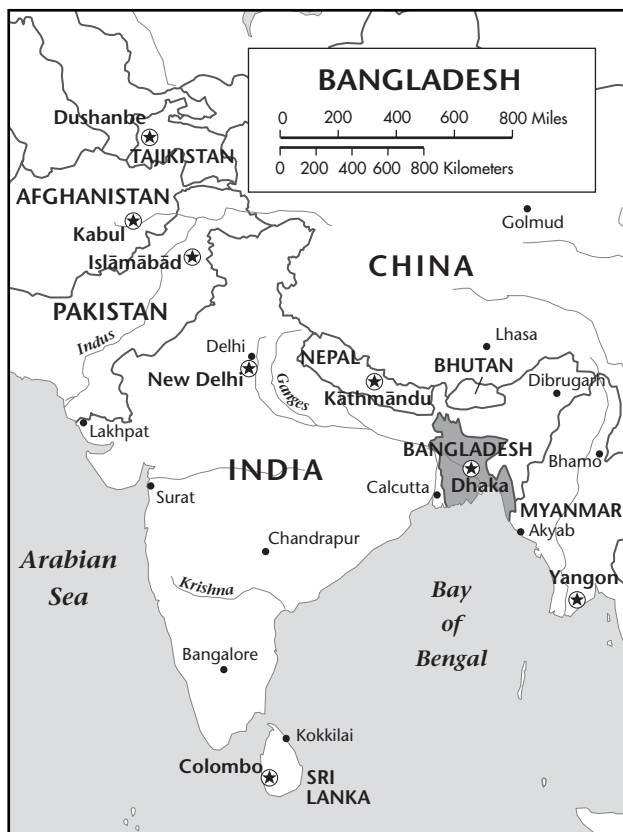 BANGLADESH
0 200 400 600 800 Miles
0 200 400 600 800 Kilometers
Dushanbe
TAJIKISTAN
AFGHANISTAN
Kabul
Islāmābād
Golmud
CHINA
PAKISTAN
Indus
Delhi
New Delhi
Ganges
NEPAL
Kathmāndu
Lhasa
BHUTAN
Dibrugarh
Lakhpat
BANGLADESH
Dhaka
Bhamo
INDIA
Surat
Calcutta
MYANMAR
Akyab
Chandrapur
Arabian
Sea
Krishna
Yangon
Bay
of
Bengal
Bangalore
Kokkilai
Colombo
SRI
LANKA